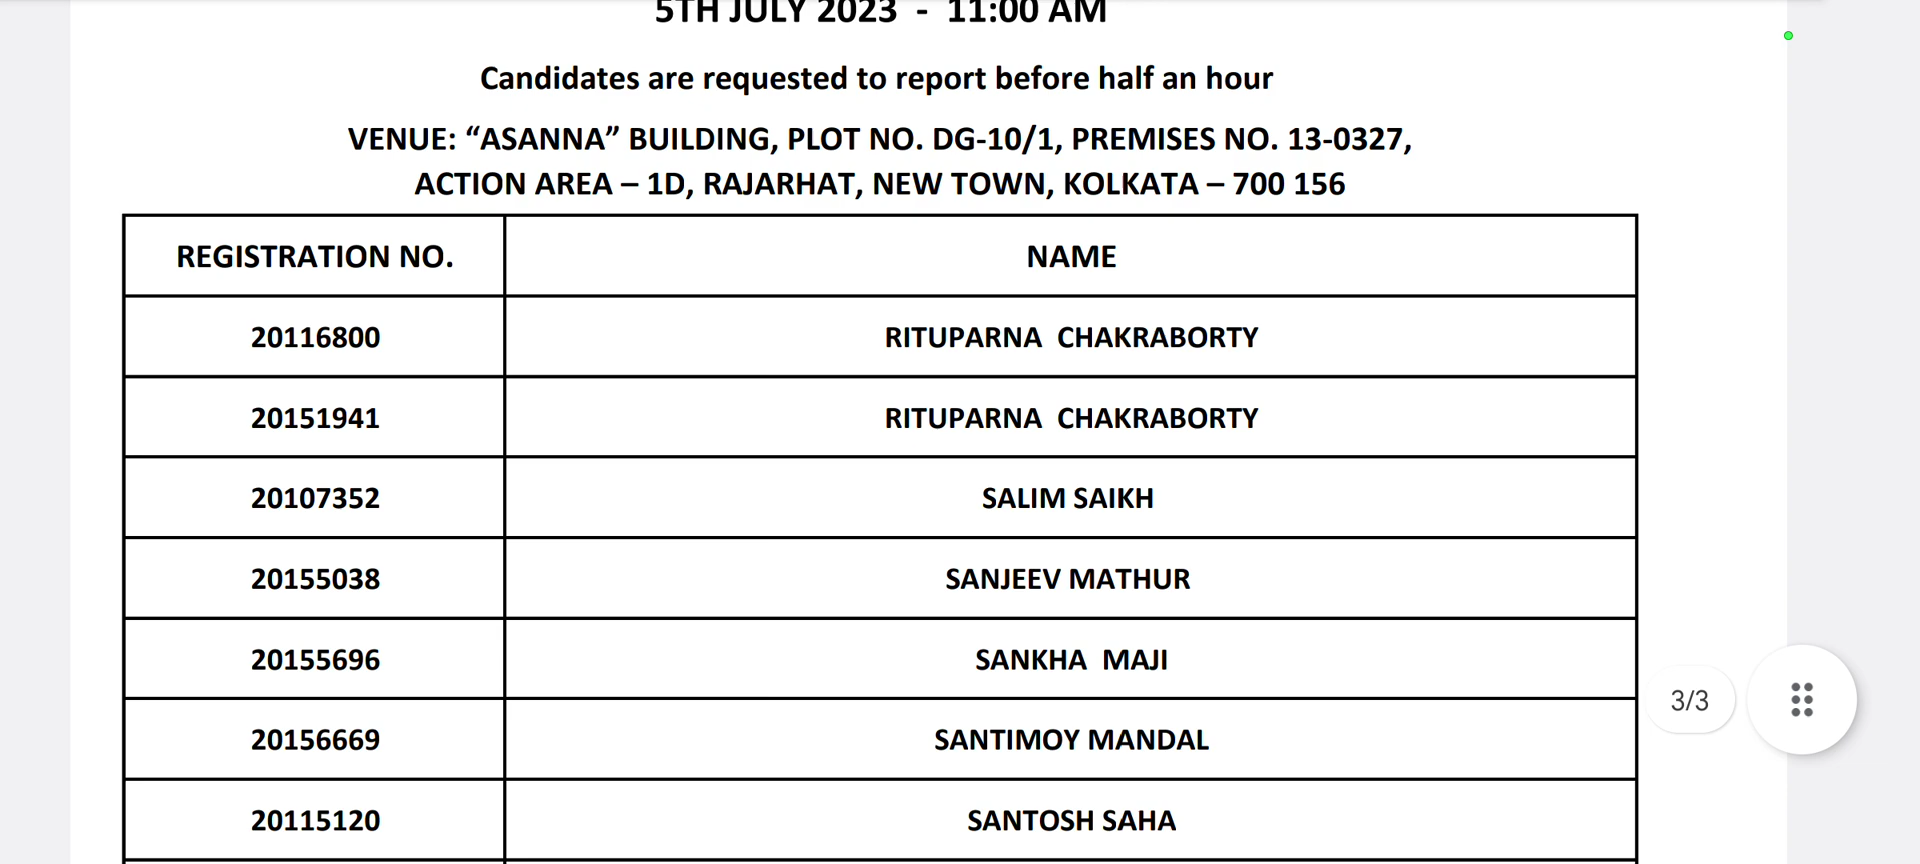 5TH JULY 2023 - 11:00 AM
Candidates are requested to report before half an hour
VENUE: “ASANNA” BUILDING, PLOT NO. DG-10/1, PREMISES NO. 13-0327,
ACTION AREA – 1D, RAJARHAT, NEW TOWN, KOLKATA – 700 156
REGISTRATION NO. NAME
20116800 RITUPARNA CHAKRABORTY
20151941 RITUPARNA CHAKRABORTY
20107352 SALIM SAIKH
20155038 SANJEEV MATHUR
20155696 SANKHA MAJI
20156669 SANTIMOY MANDAL
20115120 SANTOSH SAHA
3/3